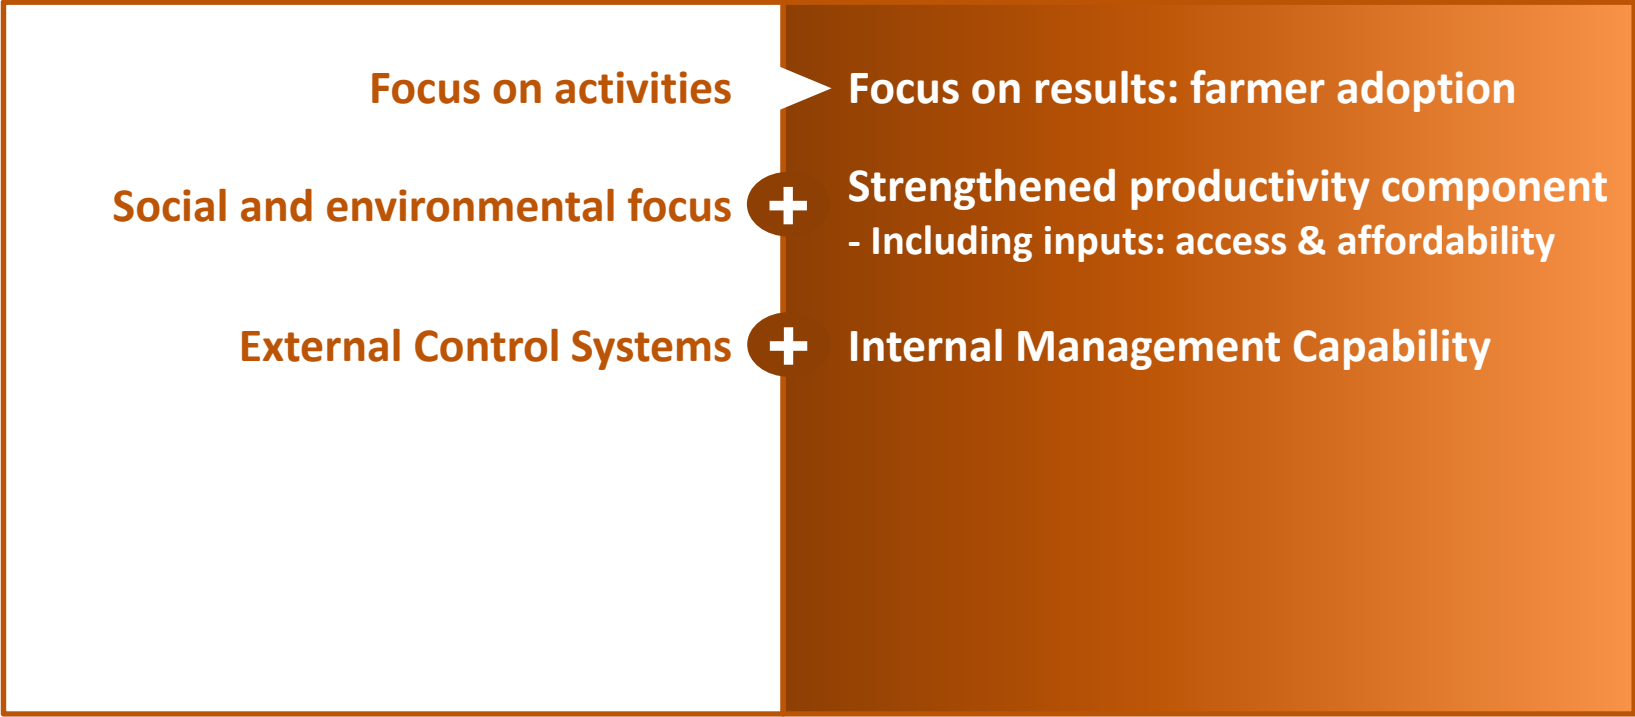 Focus on activities
Focus on results: farmer adoption
Social and environmental focus
Strengthened productivity component
- Including inputs: access & affordability
External Control Systems
Internal Management Capability